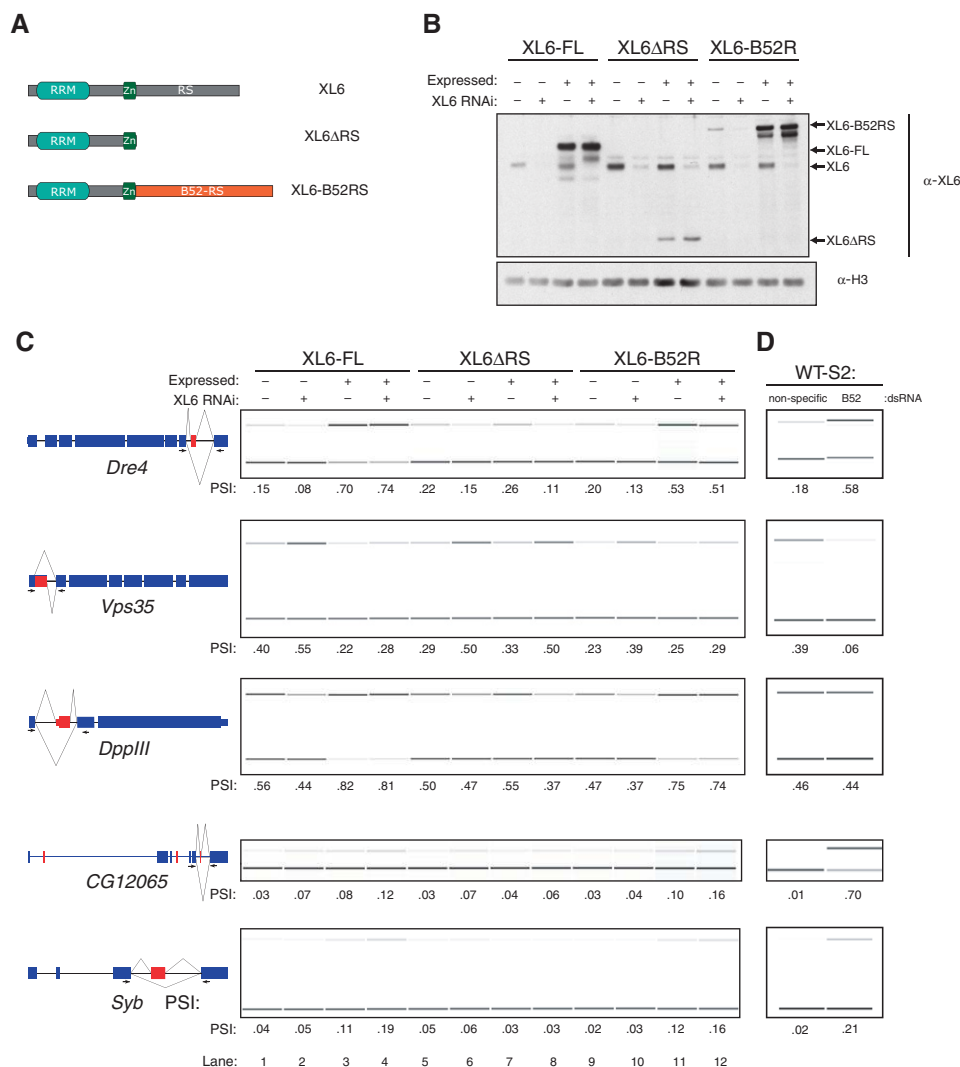 A
RRM Zn RS XL6
RRM Zn XL6ΔRS
RRM Zn B52-RS XL6-B52RS
B
XL6-FL XL6ΔRS XL6-B52R
Expressed: – – + + – – + + – – + +
XL6 RNAi: – + – + – + – + – + – +
XL6-B52RS
XL6-FL
XL6
XL6ΔRS
α-XL6
α-H3
C
XL6-FL XL6ΔRS XL6-B52R
Expressed: – – + + – – + + – – + +
XL6 RNAi: – + – + – + – + – + – +
Dre4
PSI: .15 .08 .70 .74 .22 .15 .26 .11 .20 .13 .53 .51
Vps35
PSI: .40 .55 .22 .28 .29 .50 .33 .50 .23 .39 .25 .29
DppIII
PSI: .56 .44 .82 .81 .50 .47 .55 .37 .47 .37 .75 .74
CG12065
PSI: .03 .07 .08 .12 .03 .07 .04 .06 .03 .04 .10 .16
Syb PSI:
PSI: .04 .05 .11 .19 .05 .06 .03 .03 .02 .03 .12 .16
Lane: 1 2 3 4 5 6 7 8 9 10 11 12
D
WT-S2:
non-specific B52 :dsRNA
.18 .58
.39 .06
.46 .44
.01 .70
.02 .21